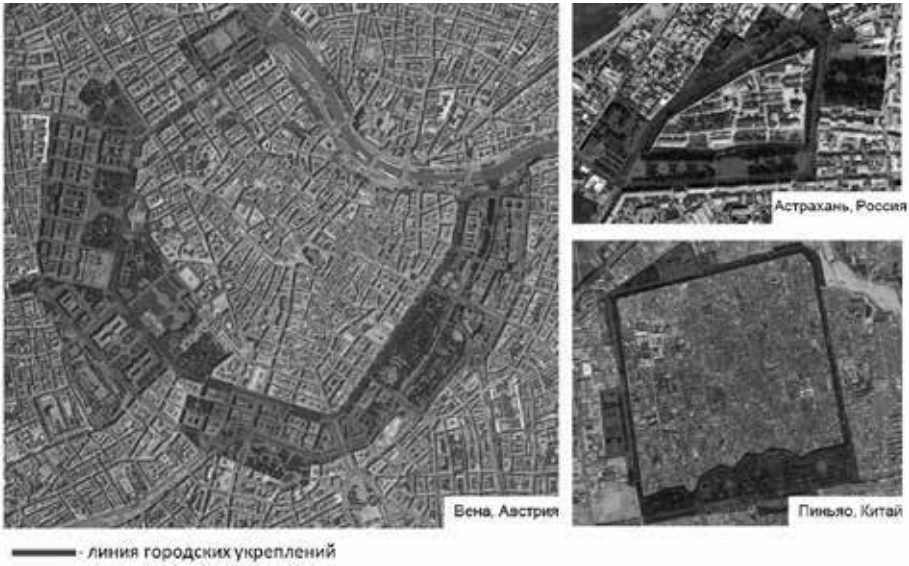 Вена, Австрия
Астрахань, Россия
Пиньяо, Китай
- линия городских укреплений